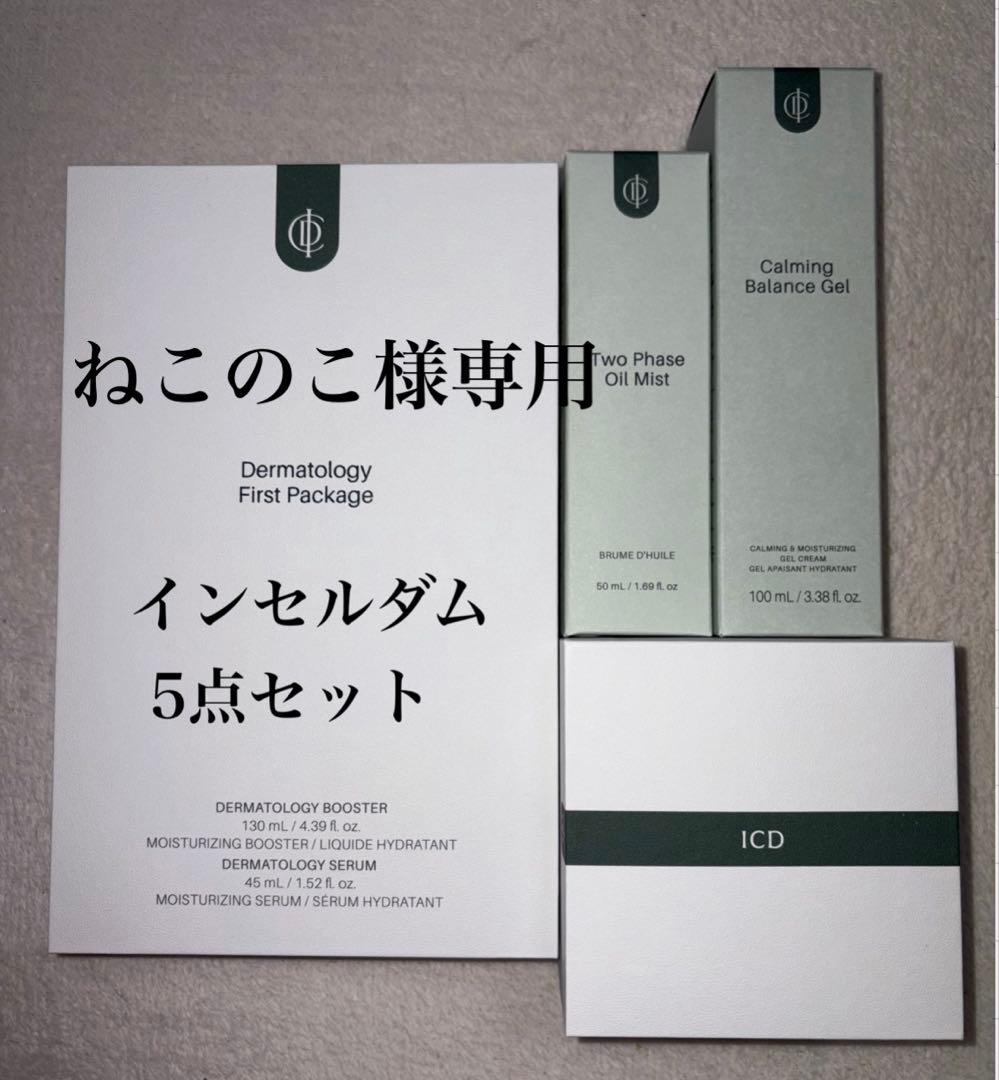 ねこのこ様専用
Dermatology
First Package
インセルダム
5点セット
DERMATOLOGY BOOSTER
130 mL / 4.39 fl. oz.
MOISTURIZING BOOSTER / LIQUIDE HYDRATANT
DERMATOLOGY SERUM
45 mL / 1.52 fl. oz.
MOISTURIZING SERUM / SÉRUM HYDRATANT
Two Phase
Oil Mist
BRUME D'HUILE
50 mL / 1.69 fl. oz
Calming
Balance Gel
CALMING & MOISTURIZING
GEL CREAM
GEL APAISANT HYDRATANT
100 mL / 3.38 fl. oz.
ICD